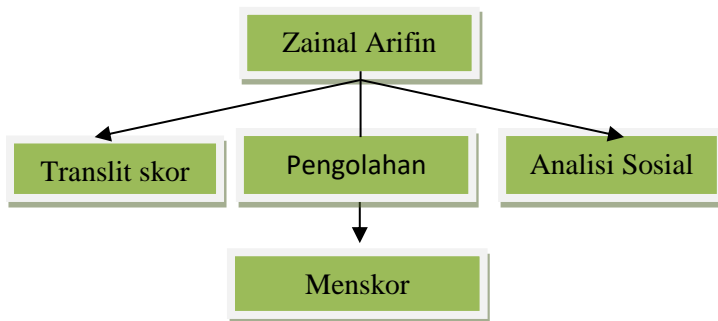 Zainal Arifin
Translit skor
Pengolahan
Analisi Sosial
Menskor